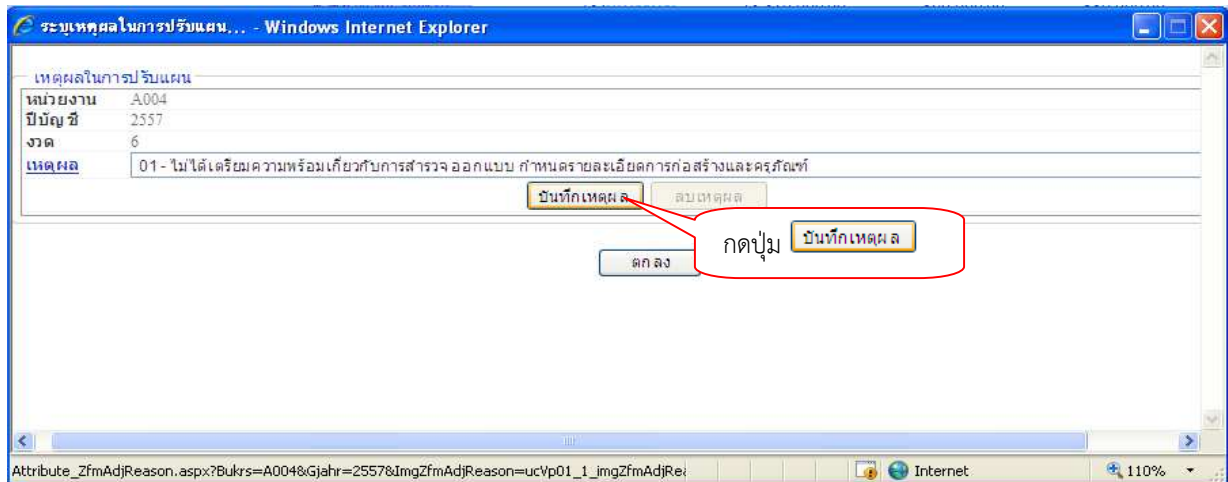 ระบุเหตุผลในการปรับแผน... - Windows Internet Explorer
เหตุผลในการปรับแผน
หน่วยงาน A004
ปีบัญชี 2557
งวด 6
เหตุผล 01 - ไม่ได้เตรียมความพร้อมเกี่ยวกับการสำรวจ ออกแบบ กำหนดรายละเอียดการก่อสร้างและครุภัณฑ์
บันทึกเหตุผล ลบเหตุผล
กดปุ่ม บันทึกเหตุผล
ตกลง
Attribute_ZfmAdjReason.aspx?Bukrs=A004&Gjahr=2557&ImgZfmAdjReason=ucVp01_1_imgZfmAdjRea Internet 110%